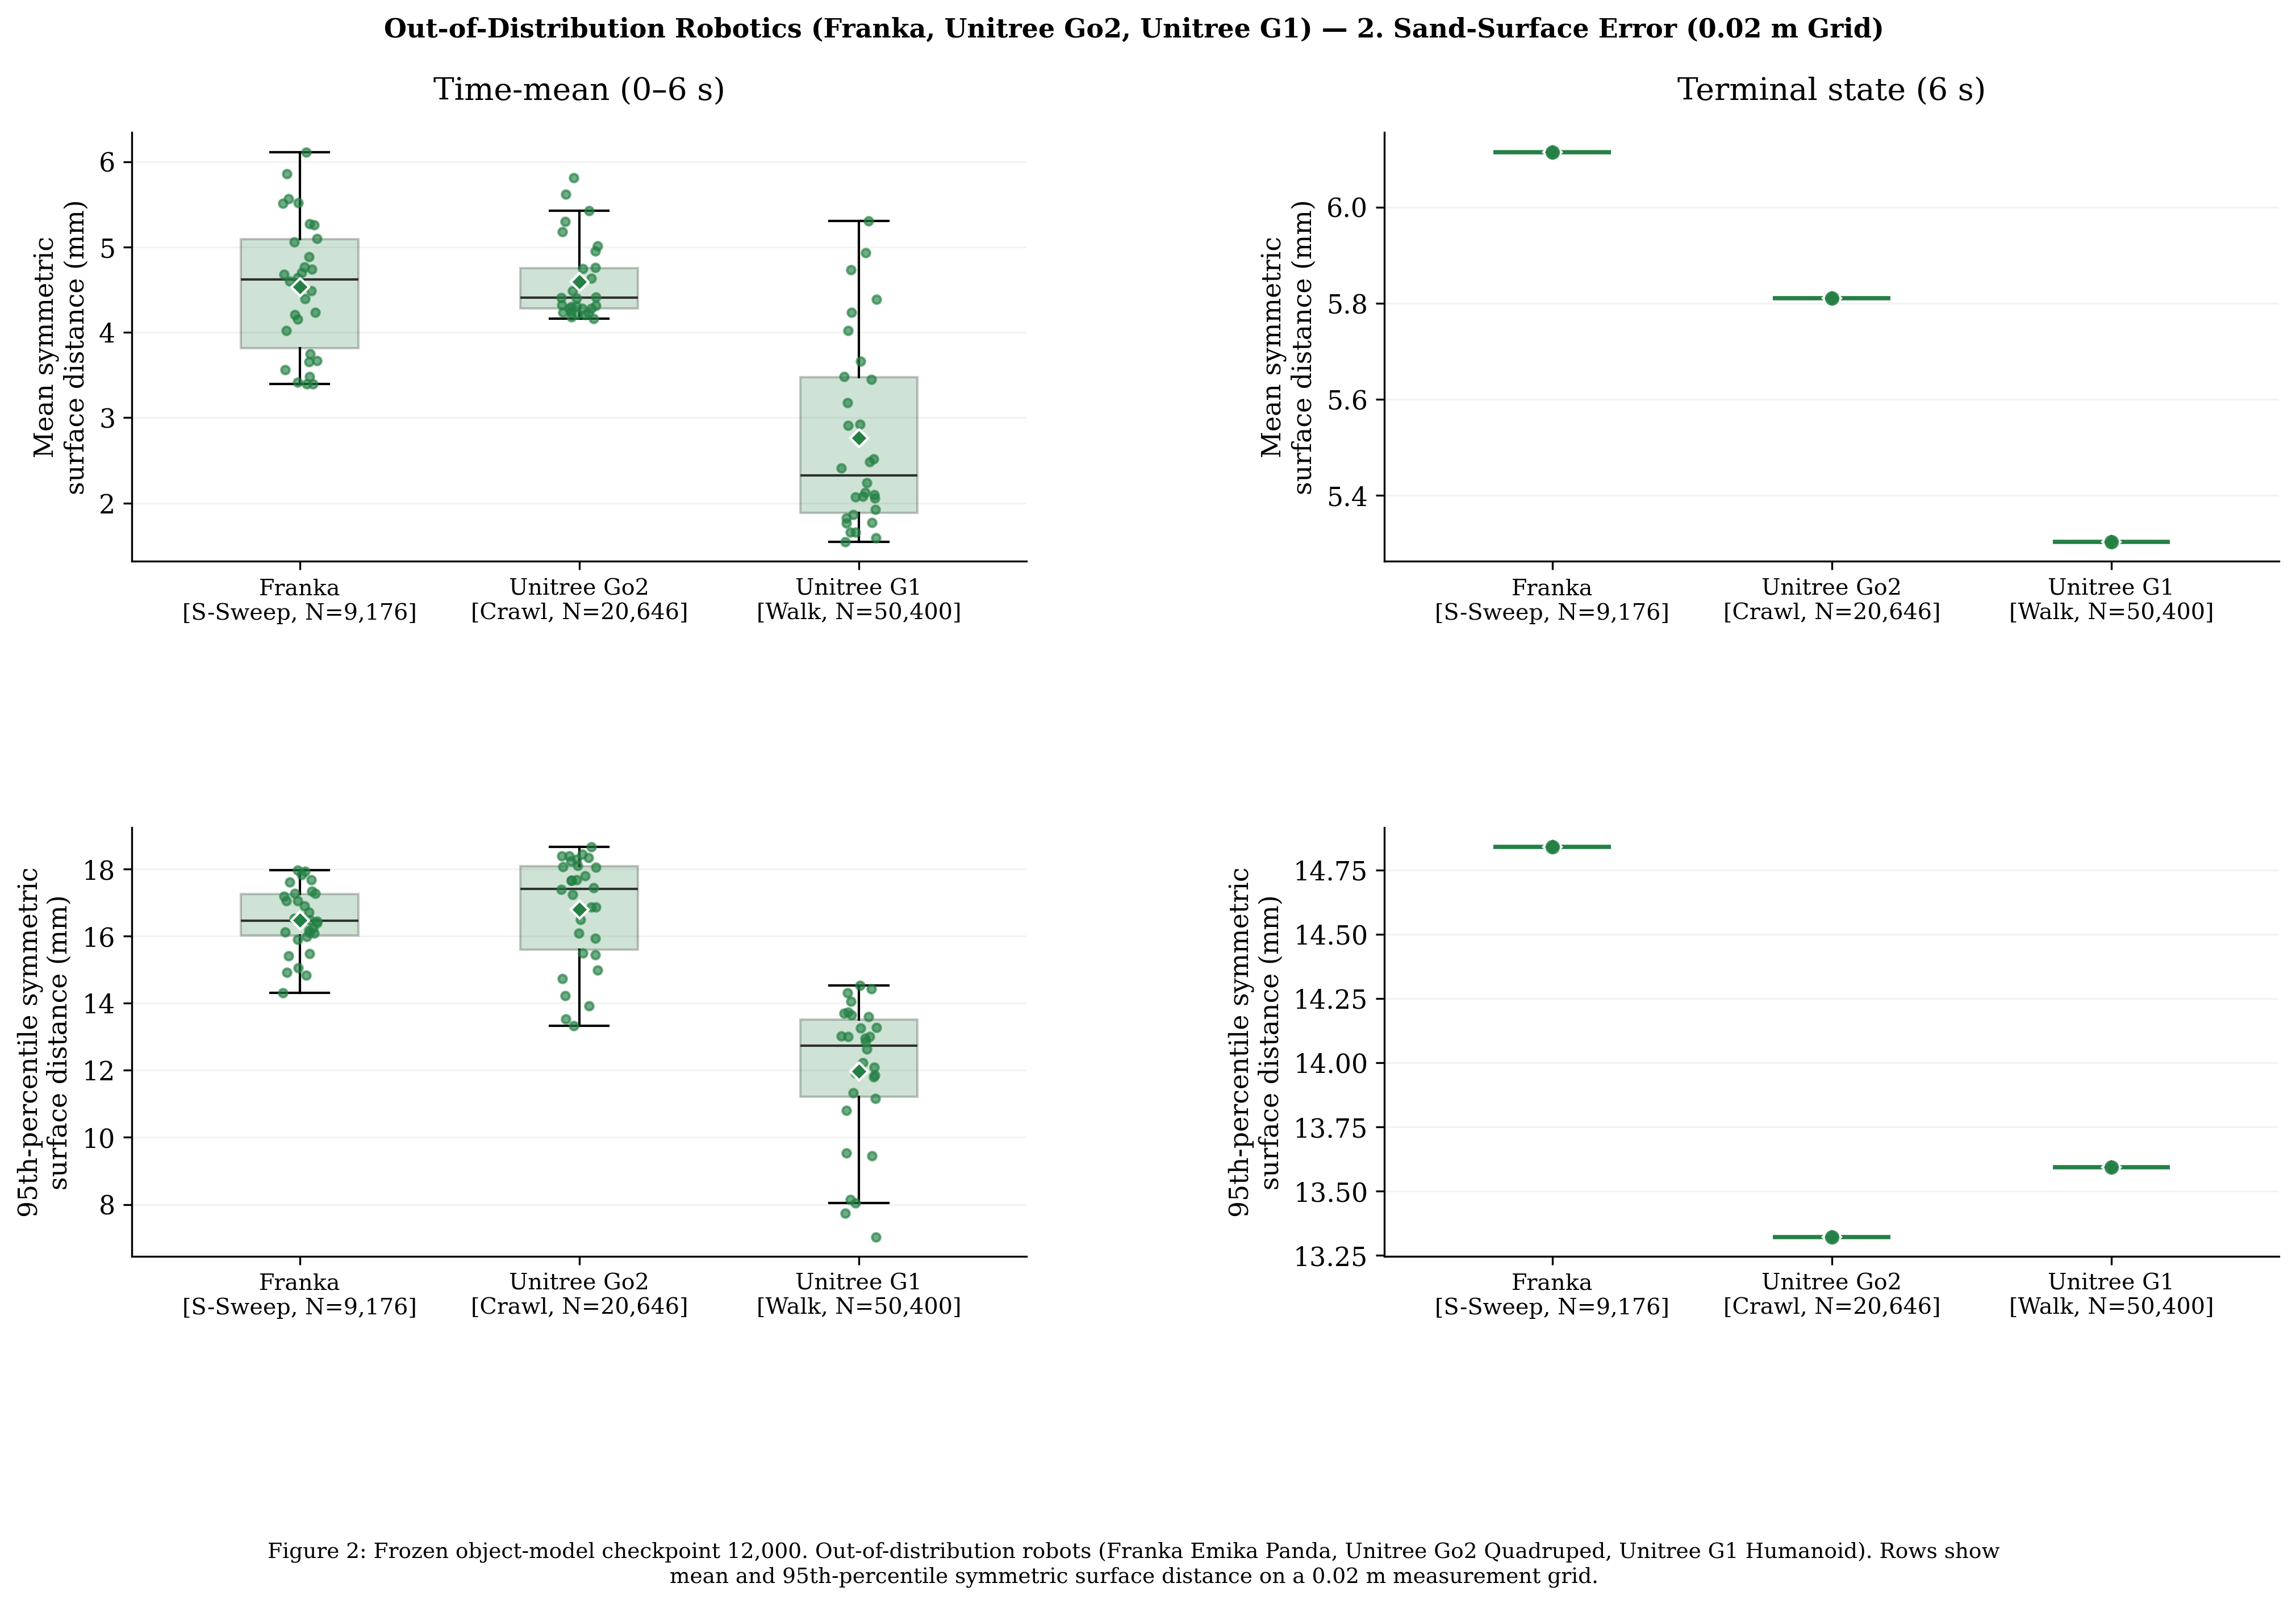 Out-of-Distribution Robotics (Franka, Unitree Go2, Unitree G1) — 2. Sand-Surface Error (0.02 m Grid)
Time-mean (0–6 s)
Mean symmetric
surface distance (mm)
6
5
4
3
2
Franka
[S-Sweep, N=9,176]
Unitree Go2
[Crawl, N=20,646]
Unitree G1
[Walk, N=50,400]
Terminal state (6 s)
Mean symmetric
surface distance (mm)
6.0
5.8
5.6
5.4
Franka
[S-Sweep, N=9,176]
Unitree Go2
[Crawl, N=20,646]
Unitree G1
[Walk, N=50,400]
95th-percentile symmetric
surface distance (mm)
18
16
14
12
10
8
Franka
[S-Sweep, N=9,176]
Unitree Go2
[Crawl, N=20,646]
Unitree G1
[Walk, N=50,400]
95th-percentile symmetric
surface distance (mm)
14.75
14.50
14.25
14.00
13.75
13.50
13.25
Franka
[S-Sweep, N=9,176]
Unitree Go2
[Crawl, N=20,646]
Unitree G1
[Walk, N=50,400]
Figure 2: Frozen object-model checkpoint 12,000. Out-of-distribution robots (Franka Emika Panda, Unitree Go2 Quadruped, Unitree G1 Humanoid). Rows show
mean and 95th-percentile symmetric surface distance on a 0.02 m measurement grid.